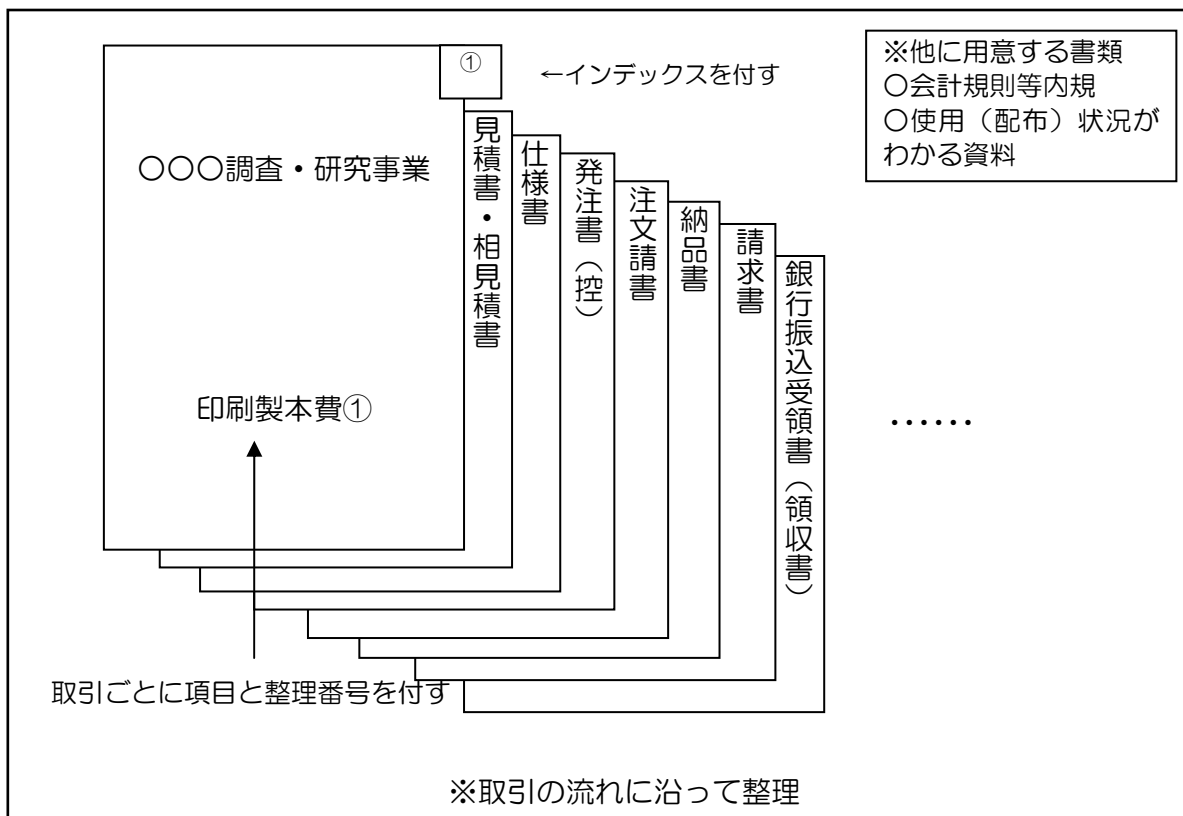 ①
←インデックスを付す
※他に用意する書類
○会計規則等内規
○使用（配布）状況が
わかる資料
○○○調査・研究事業
印刷製本費①
見積書・相見積書
仕様書
発注書（控）
注文請書
納品書
請求書
銀行振込受領書（領収書）
……
取引ごとに項目と整理番号を付す
※取引の流れに沿って整理